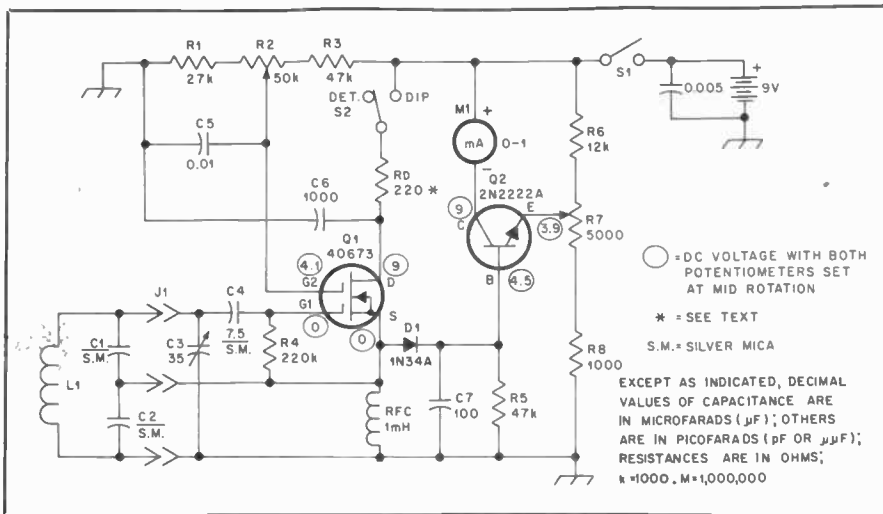 R1
27k
R2
50k
R3
47k
DET.
S2
DIP
S1
0.005
+
9V
M1
+
mA
0-1
−
R6
12k
C5
0.01
RD
220 *
C6
1000
Q2
2N2222A
9
C
E
3.9
B
4.5
R7
5000
Q1
40673
4.1
9
G2
D
G1
S
0
0
J1
C4
7.5
S.M.
C1
S.M.
C3
35
R4
220k
D1
1N34A
L1
C2
S.M.
RFC
1mH
C7
100
R5
47k
R8
1000
= DC VOLTAGE WITH BOTH
POTENTIOMETERS SET
AT MID ROTATION
* = SEE TEXT
S.M.= SILVER MICA
EXCEPT AS INDICATED, DECIMAL
VALUES OF CAPACITANCE ARE
IN MICROFARADS (µF); OTHERS
ARE IN PICOFARADS (pF OR µµF);
RESISTANCES ARE IN OHMS;
k=1000, M=1,000,000